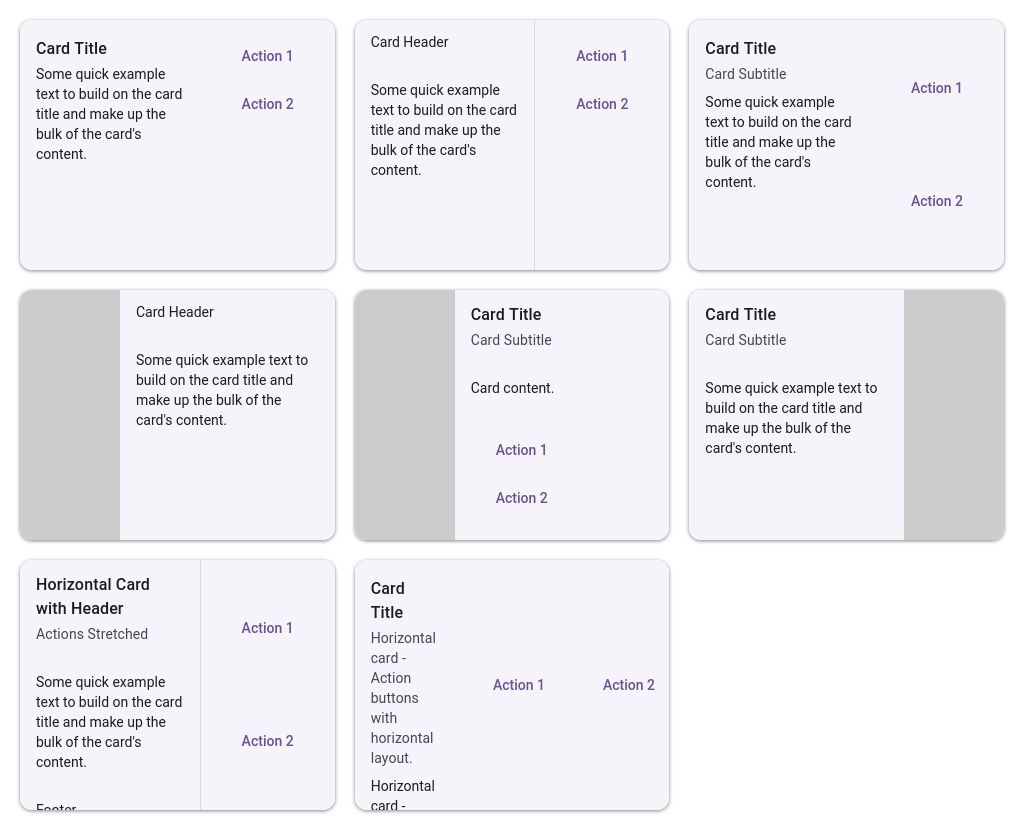 Card Title
Some quick example
text to build on the card
title and make up the
bulk of the card's
content.
Action 1
Action 2
Card Header
Some quick example
text to build on the card
title and make up the
bulk of the card's
content.
Action 1
Action 2
Card Title
Card Subtitle
Some quick example
text to build on the card
title and make up the
bulk of the card's
content.
Action 1
Action 2
Card Header
Some quick example text to
build on the card title and
make up the bulk of the
card's content.
Card Title
Card Subtitle
Card content.
Action 1
Action 2
Card Title
Card Subtitle
Some quick example text to
build on the card title and
make up the bulk of the
card's content.
Horizontal Card
with Header
Actions Stretched
Some quick example
text to build on the card
title and make up the
bulk of the card's
content.
Footer
Action 1
Action 2
Card
Title
Horizontal
card -
Action
buttons
with
horizontal
layout.
Horizontal
card -
Action 1
Action 2